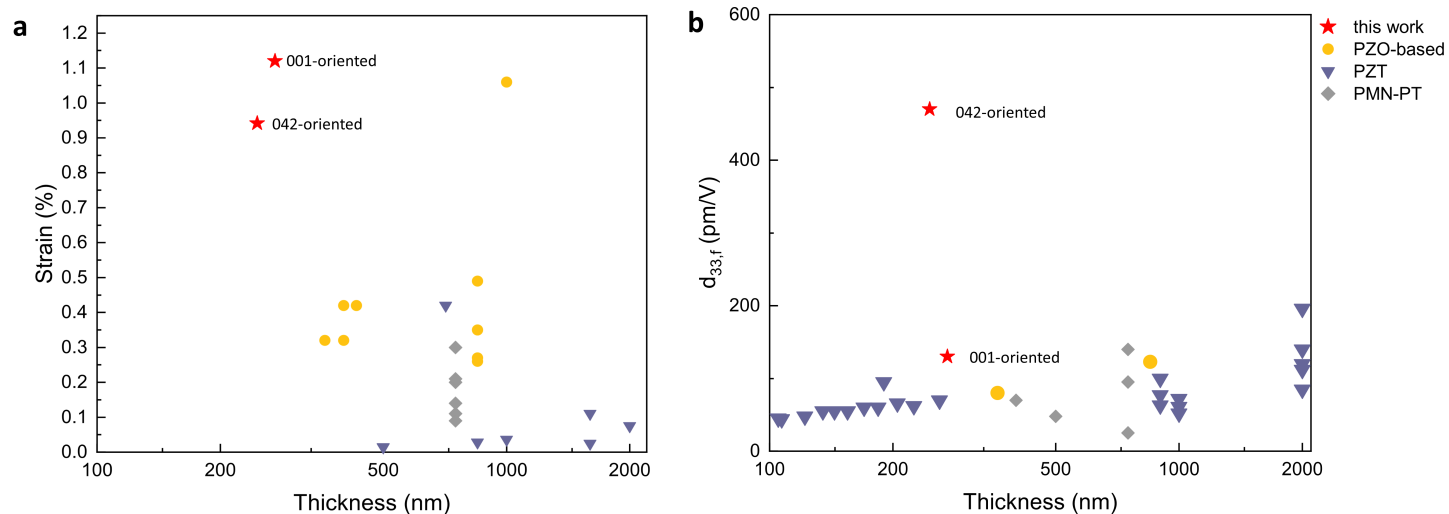 a
1.2
1.1
1.0
0.9
0.8
0.7
0.6
0.5
0.4
0.3
0.2
0.1
0.0
Strain (%)
001-oriented
042-oriented
100
200
500
1000
2000
Thickness (nm)
b
600
400
200
0
d33,f (pm/V)
042-oriented
001-oriented
100
200
500
1000
2000
Thickness (nm)
this work
PZO-based
PZT
PMN-PT